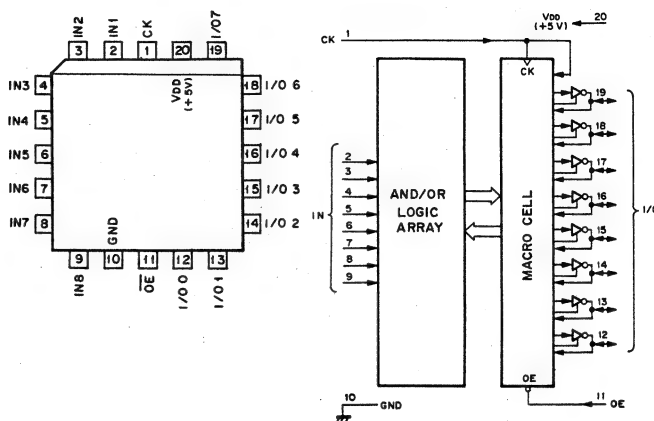 IN2
IN1
CK
I/O7
3
2
1
20
19
VDD
(+5V)
IN3 4
IN4 5
IN5 6
IN6 7
IN7 8
18 I/O 6
17 I/O 5
16 I/O 4
15 I/O 3
14 I/O 2
GND
9
10
11
12
13
IN8
OE
I/O 0
I/O 1
CK 1
VDD
(+5V)
20
CK
IN
2
3
4
5
6
7
8
9
AND/OR
LOGIC
ARRAY
MACRO CELL
19
18
17
16
15
14
13
12
OE
10
GND
11
OE